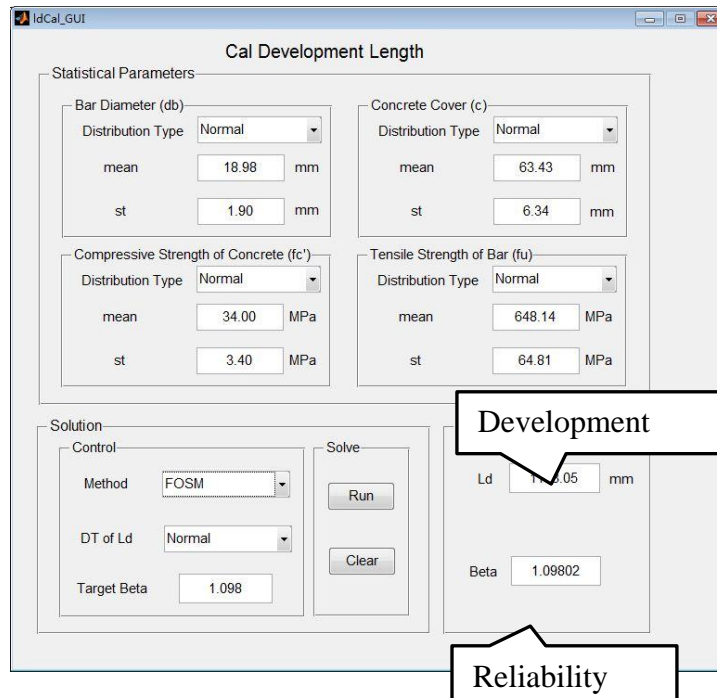 ldCal_GUI
Cal Development Length
Statistical Parameters
Bar Diameter (db)
Distribution Type Normal
mean 18.98 mm
st 1.90 mm
Concrete Cover (c)
Distribution Type Normal
mean 63.43 mm
st 6.34 mm
Compressive Strength of Concrete (fc')
Distribution Type Normal
mean 34.00 MPa
st 3.40 MPa
Tensile Strength of Bar (fu)
Distribution Type Normal
mean 648.14 MPa
st 64.81 MPa
Solution
Control
Method FOSM
DT of Ld Normal
Target Beta 1.098
Solve
Run
Clear
Development
Ld mm
Beta 1.09802
Reliability